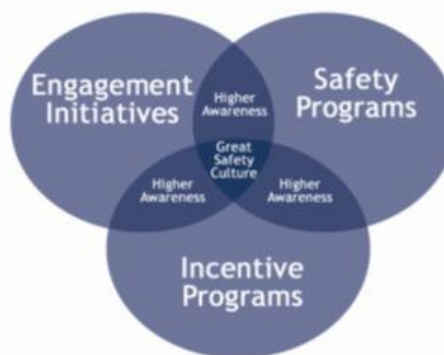 Engagement
Initiatives
Higher
Awareness
Safety
Programs
Great
Safety
Culture
Higher
Awareness
Higher
Awareness
Incentive
Programs